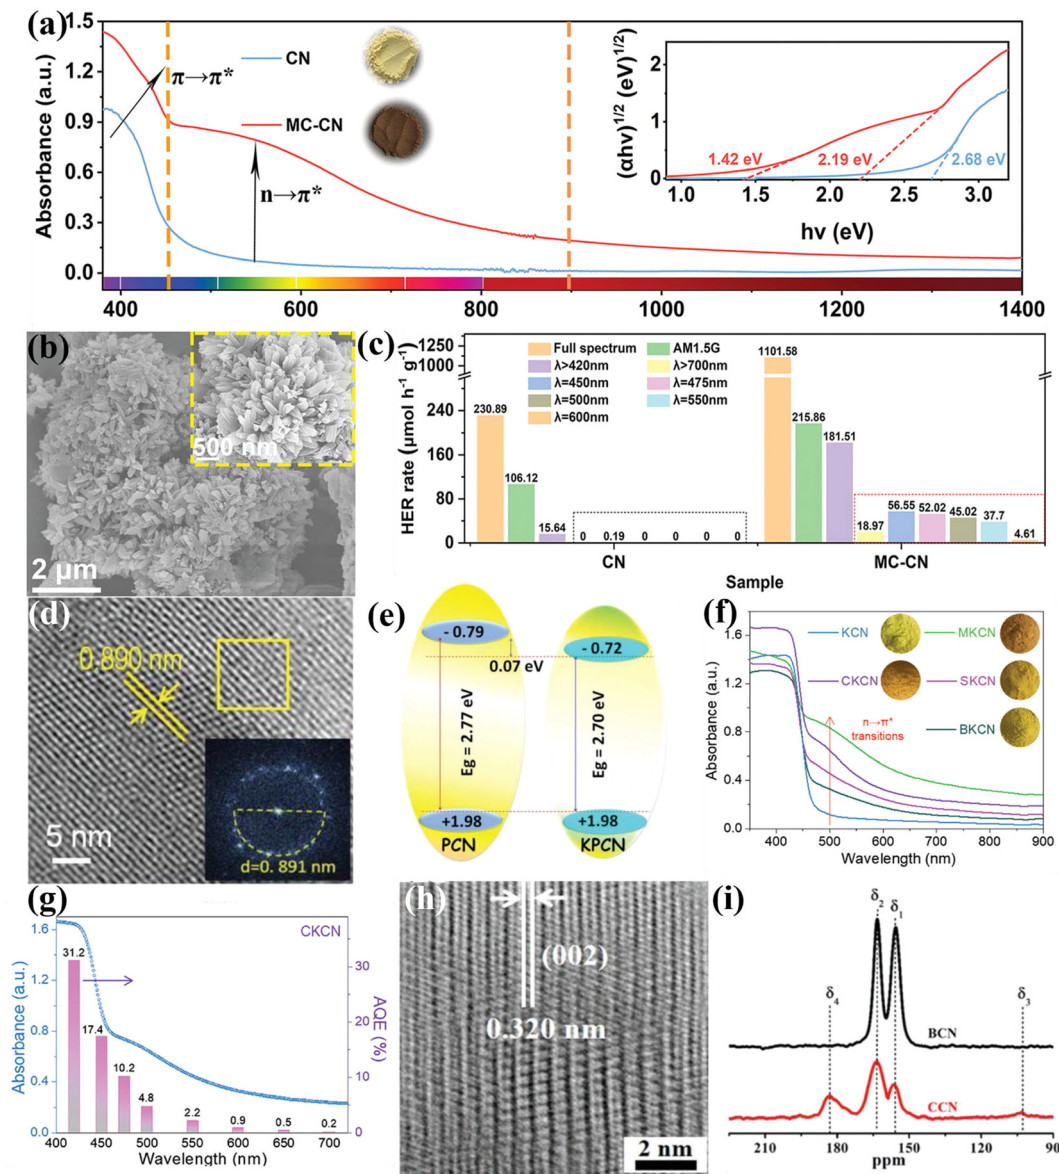 (a)
Absorbance (a.u.)
1.5
1.2
0.9
0.6
0.3
0.0
π→π*
n→π*
CN
MC-CN
400
600
800
1000
1200
1400
(αhν)1/2 (eV)1/2)
2
1
0
1.42 eV
2.19 eV
2.68 eV
1.0
1.5
2.0
2.5
3.0
hν (eV)
(b)
500 nm
2 μm
(c)
HER rate (μmol h-1 g-1)
1250
1000
240
160
80
0
Full spectrum
AM1.5G
λ>420nm
λ>700nm
λ=450nm
λ=475nm
λ=500nm
λ=550nm
λ=600nm
230.89
106.12
15.64
0
0.19
0
0
0
0
1101.58
215.86
181.51
18.97
56.55
52.02
45.02
37.7
4.61
CN
MC-CN
Sample
(d)
0.890 nm
5 nm
d=0. 891 nm
(e)
- 0.79
- 0.72
0.07 eV
Eg = 2.77 eV
Eg = 2.70 eV
+1.98
+1.98
PCN
KPCN
(f)
Absorbance (a.u.)
1.6
1.2
0.8
0.4
0.0
KCN
MKCN
CKCN
SKCN
BKCN
n→π*
transitions
400
500
600
700
800
900
Wavelength (nm)
(g)
Absorbance (a.u.)
1.6
1.2
0.8
0.4
0.0
CKCN
31.2
17.4
10.2
4.8
2.2
0.9
0.5
0.2
30
20
10
0
AQE (%)
400
450
500
550
600
650
700
Wavelength (nm)
(h)
(002)
0.320 nm
2 nm
(i)
δ2
δ1
δ4
δ3
BCN
CCN
210
180
150
120
90
ppm